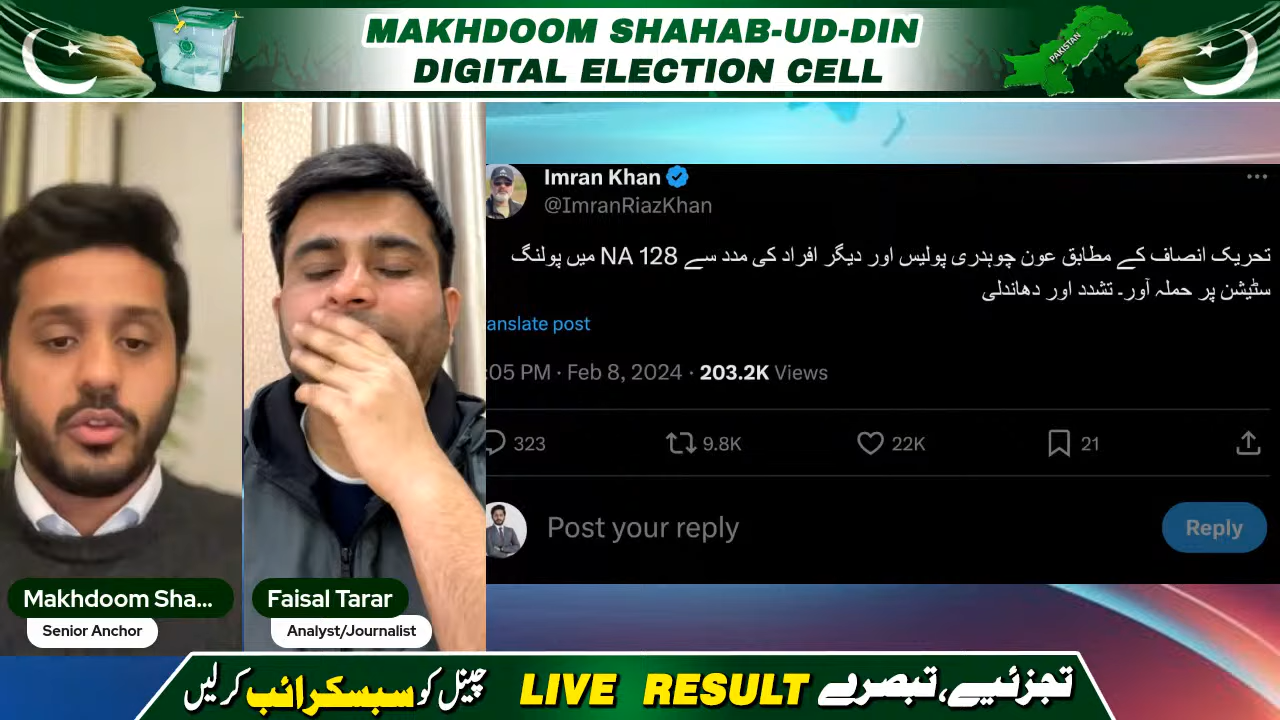 MAKHDOOM SHAHAB-UD-DIN
DIGITAL ELECTION CELL
PAKISTAN
Imran Khan
@ImranRiazKhan
تحریک انصاف کے مطابق عون چوہدری پولیس اور دیگر افراد کی مدد سے NA 128 میں پولنگ
سٹیشن پر حملہ آور۔ تشدد اور دھاندلی
anslate post
:05 PM · Feb 8, 2024 · 203.2K Views
323 9.8K 22K 21
Post your reply
Reply
Makhdoom Sha...
Senior Anchor
Faisal Tarar
Analyst/Journalist
چینل کو سبسکرائب کرلیں LIVE RESULT تجزئیے، تبصرے